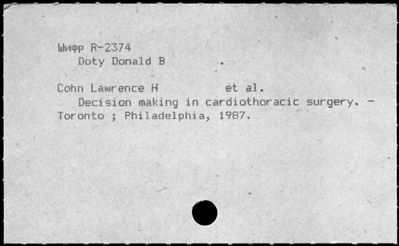 Шифр R-2374
Doty Donald B .
Cohn Lawrence H et al.
Decision making in cardiothoracic surgery. -
Toronto ; Philadelphia, 1987.